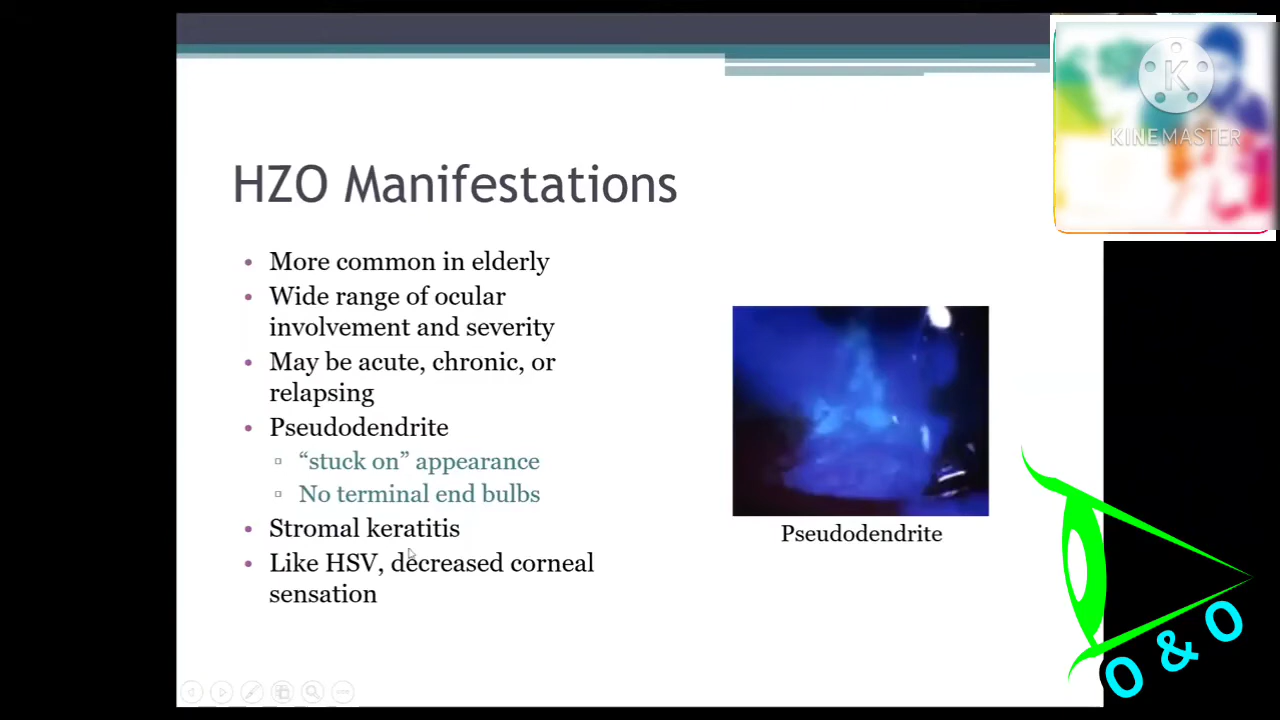 K
KINEMASTER
HZO Manifestations
• More common in elderly
• Wide range of ocular
involvement and severity
• May be acute, chronic, or
relapsing
• Pseudodendrite
▫ “stuck on” appearance
▫ No terminal end bulbs
• Stromal keratitis
• Like HSV, decreased corneal
sensation
Pseudodendrite
O & O